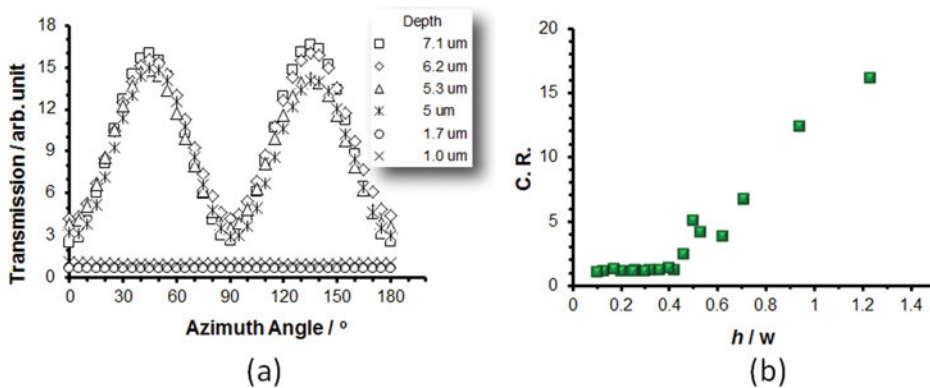 18
15
12
9
6
3
0
Transmission / arb. unit
0 30 60 90 120 150 180
Azimuth Angle / °
Depth
7.1 um
6.2 um
5.3 um
5 um
1.7 um
1.0 um
(a)
20
15
10
5
0
C. R.
0 0.2 0.4 0.6 0.8 1 1.2 1.4
h / w
(b)